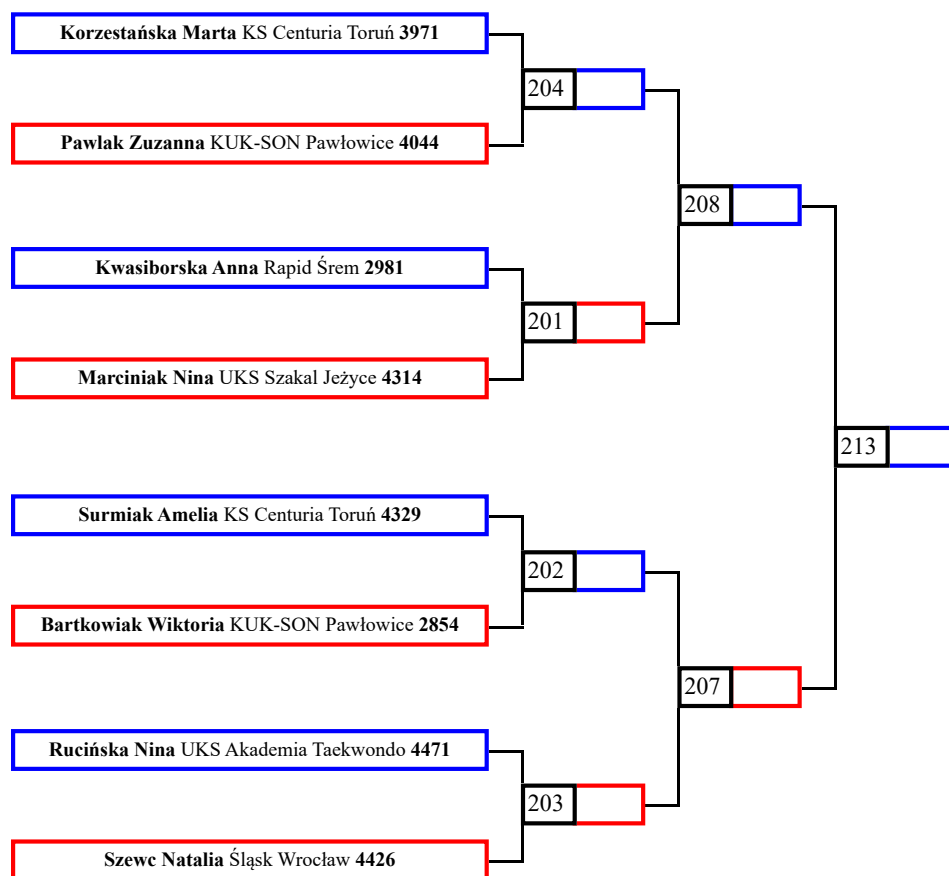 Korzestańska Marta KS Centuria Toruń 3971
204
Pawlak Zuzanna KUK-SON Pawłowice 4044
208
Kwasiborska Anna Rapid Śrem 2981
201
Marciniak Nina UKS Szakal Jeżyce 4314
213
Surmiak Amelia KS Centuria Toruń 4329
202
Bartkowiak Wiktoria KUK-SON Pawłowice 2854
207
Rucińska Nina UKS Akademia Taekwondo 4471
203
Szewc Natalia Śląsk Wrocław 4426